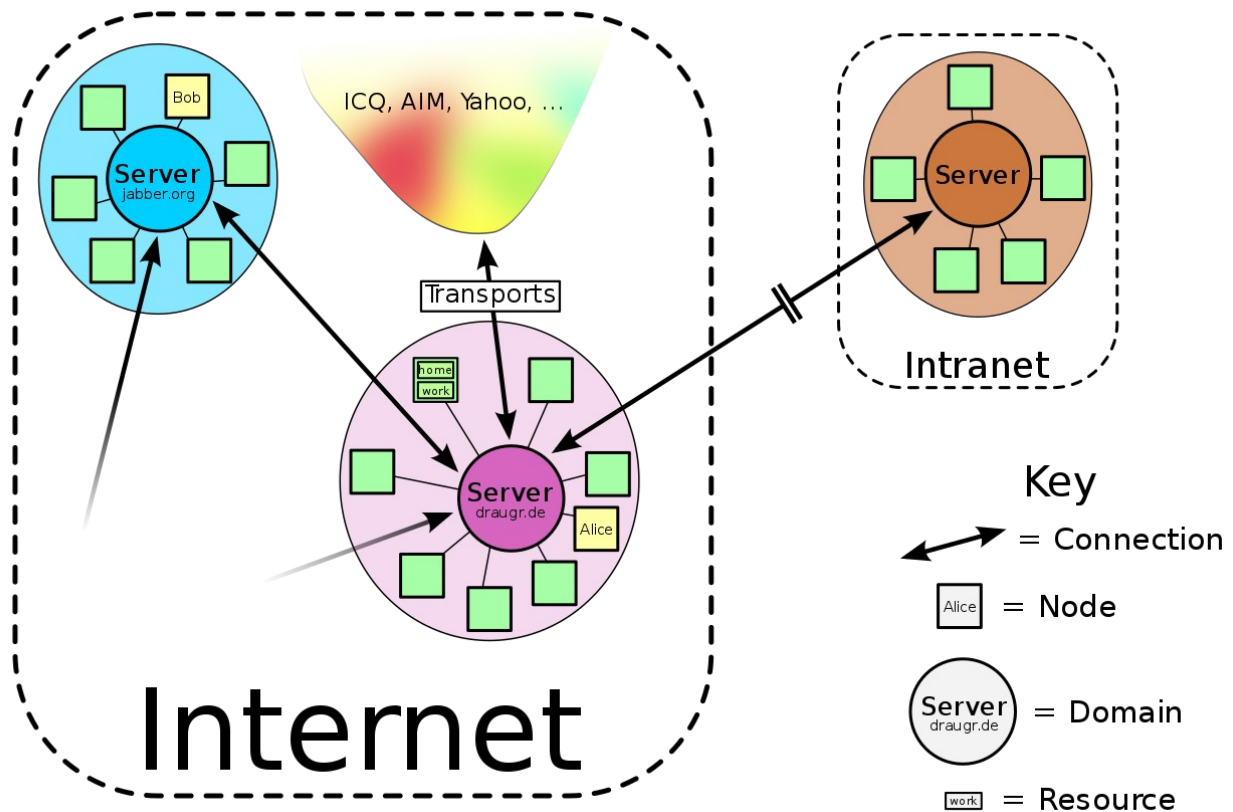 Bob
Server
jabber.org
ICQ, AIM, Yahoo, ...
Transports
home
work
Server
draugr.de
Alice
Internet
Server
Intranet
Key
= Connection
Alice = Node
Server
draugr.de
= Domain
work = Resource